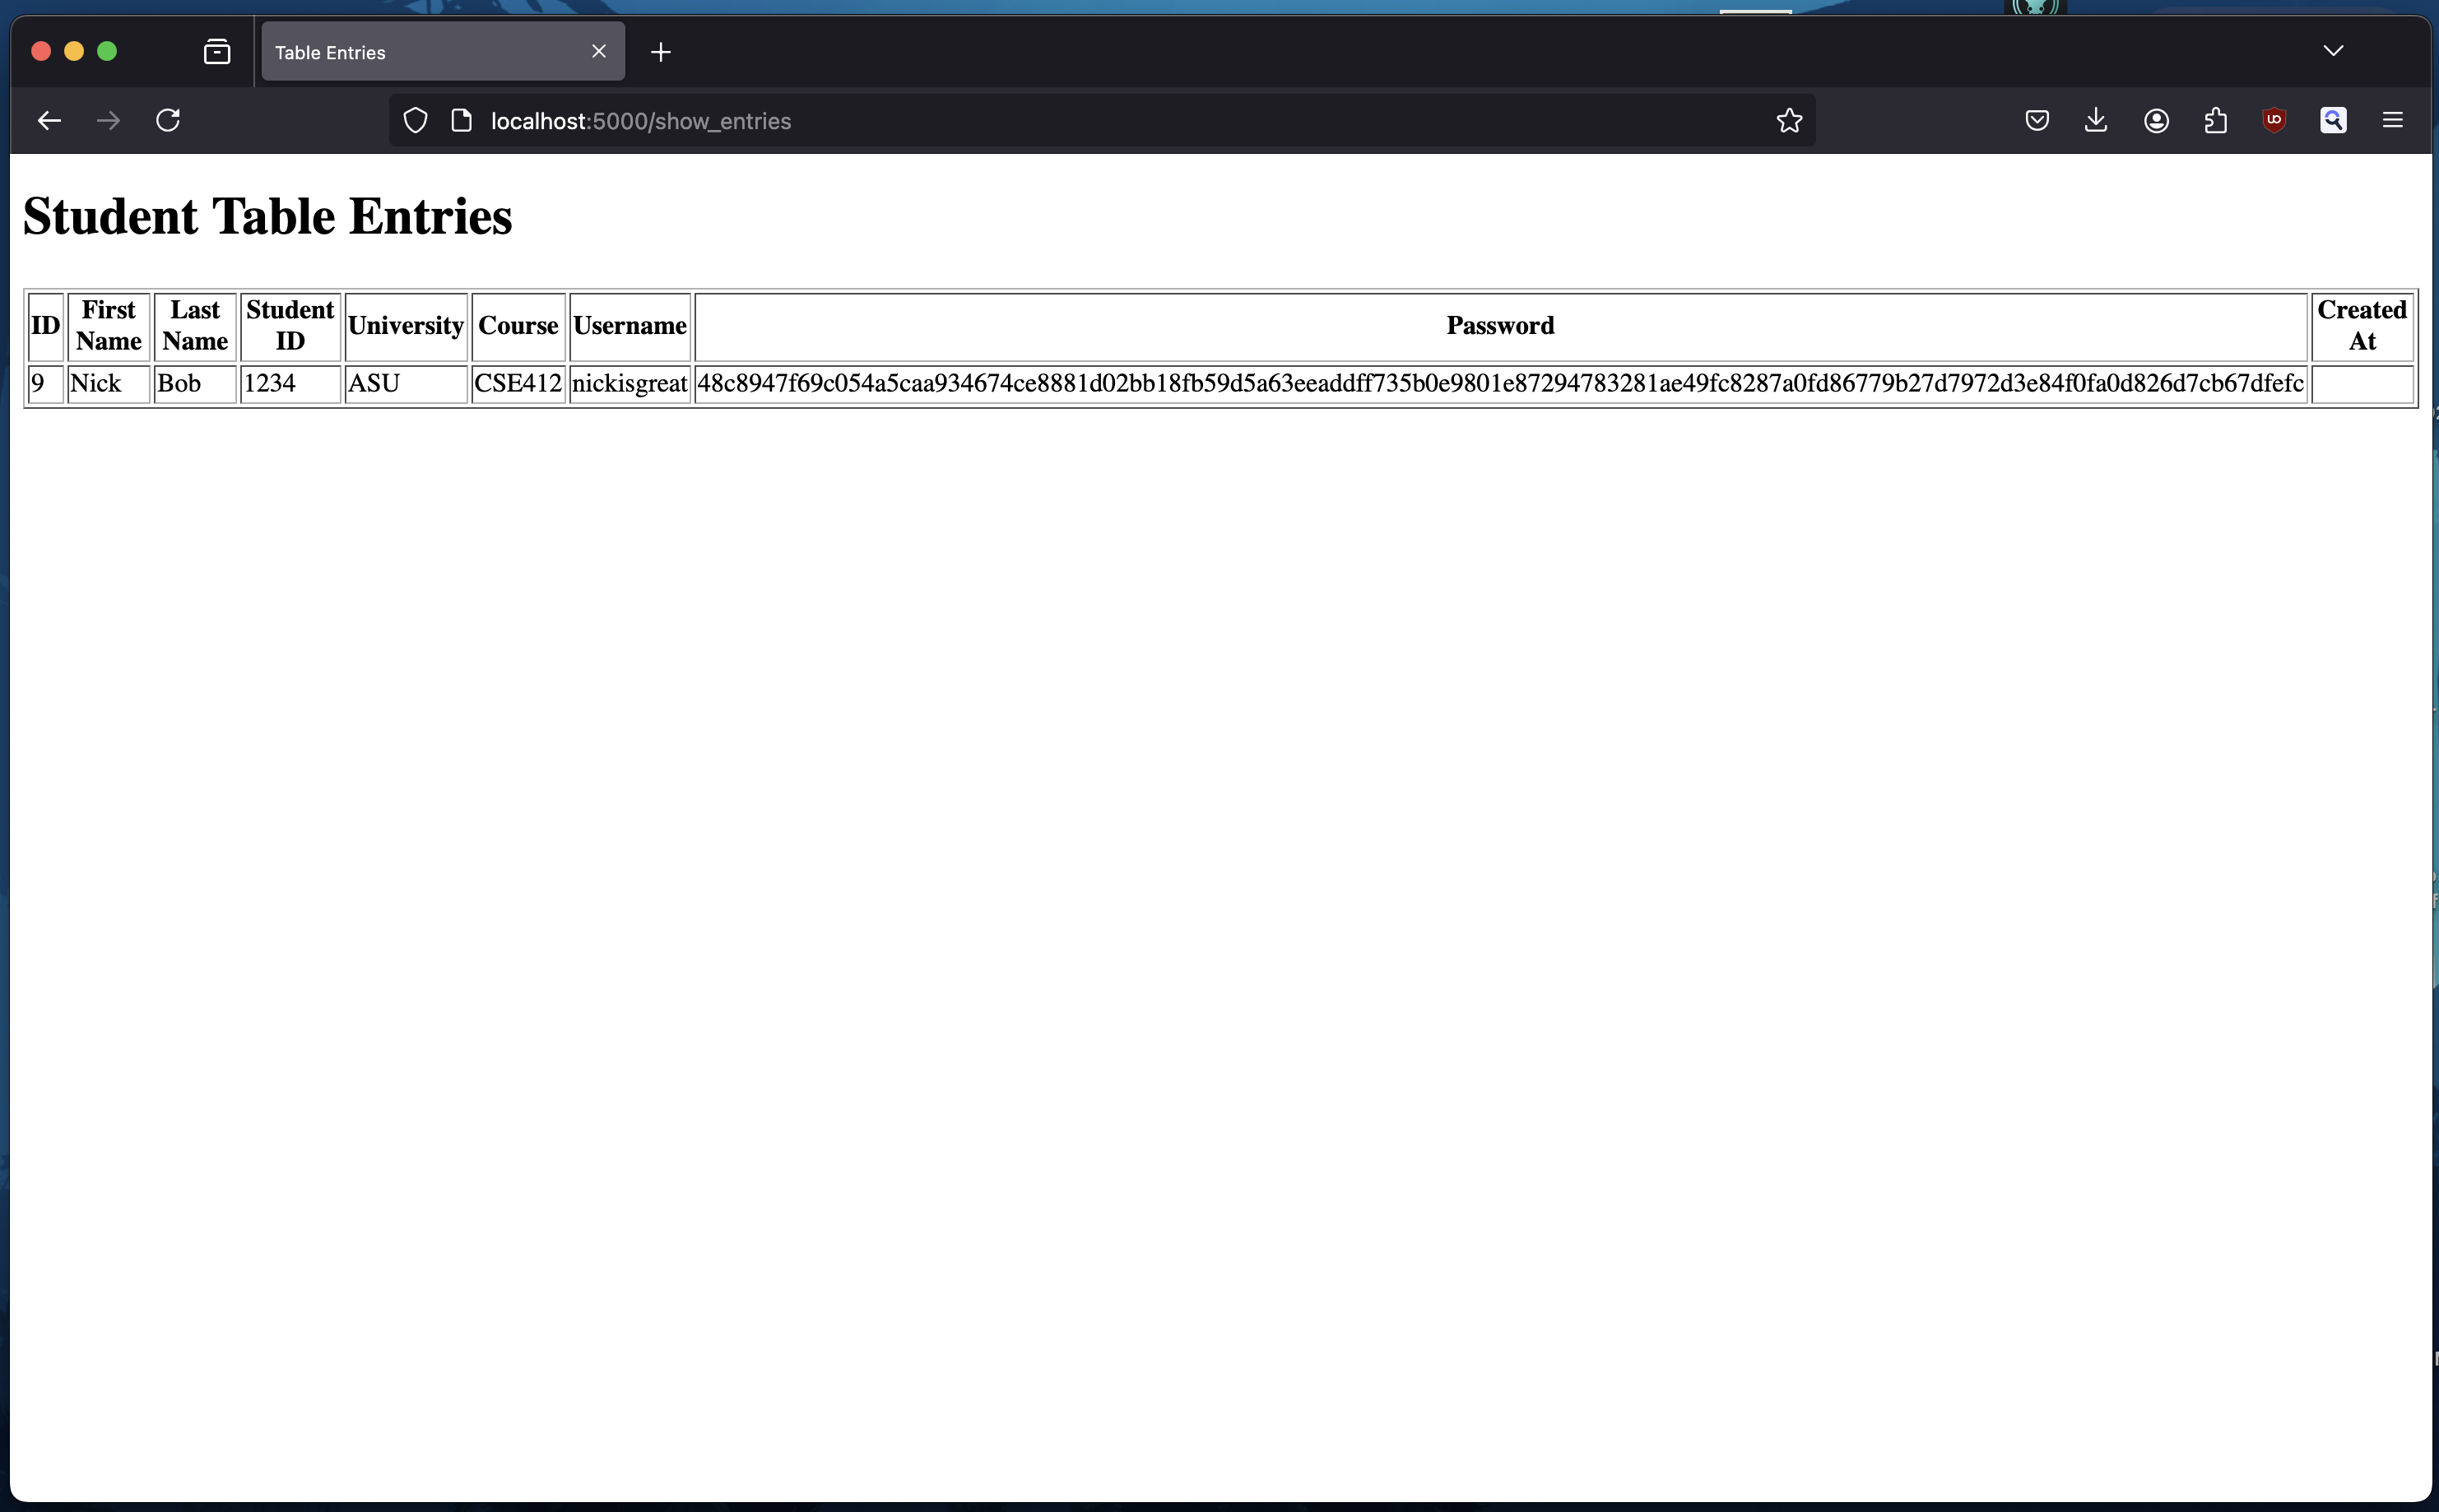 Table Entries
localhost:5000/show_entries
Student Table Entries
ID First Name Last Name Student ID University Course Username Password Created At
9 Nick Bob 1234 ASU CSE412 nickisgreat 48c8947f69c054a5caa934674ce8881d02bb18fb59d5a63eeaddff735b0e9801e87294783281ae49fc8287a0fd86779b27d7972d3e84f0fa0d826d7cb67dfefc